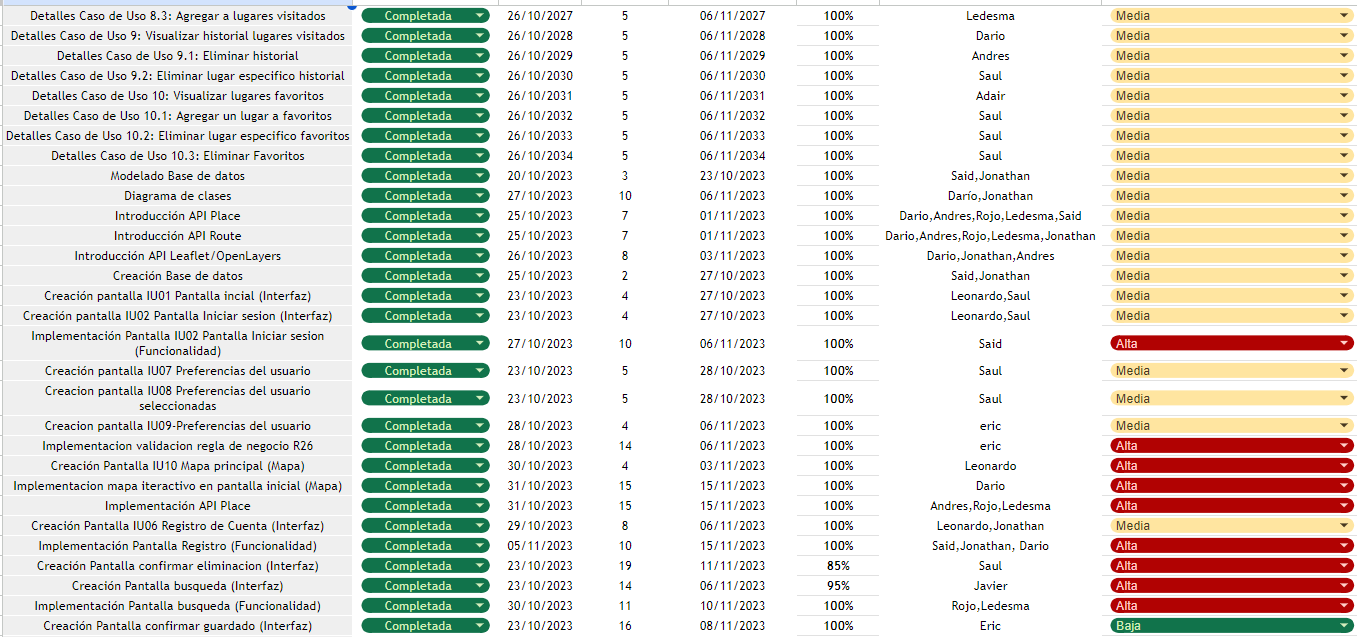 Detalles Caso de Uso 8.3: Agregar a lugares visitados Completada 26/10/2027 5 06/11/2027 100% Ledesma Media
Detalles Caso de Uso 9: Visualizar historial lugares visitados Completada 26/10/2028 5 06/11/2028 100% Dario Media
Detalles Caso de Uso 9.1: Eliminar historial Completada 26/10/2029 5 06/11/2029 100% Andres Media
Detalles Caso de Uso 9.2: Eliminar lugar especifico historial Completada 26/10/2030 5 06/11/2030 100% Saul Media
Detalles Caso de Uso 10: Visualizar lugares favoritos Completada 26/10/2031 5 06/11/2031 100% Adair Media
Detalles Caso de Uso 10.1: Agregar un lugar a favoritos Completada 26/10/2032 5 06/11/2032 100% Saul Media
Detalles Caso de Uso 10.2: Eliminar lugar especifico favoritos Completada 26/10/2033 5 06/11/2033 100% Saul Media
Detalles Caso de Uso 10.3: Eliminar Favoritos Completada 26/10/2034 5 06/11/2034 100% Saul Media
Modelado Base de datos Completada 20/10/2023 3 23/10/2023 100% Said,Jonathan Media
Diagrama de clases Completada 27/10/2023 10 06/11/2023 100% Darío,Jonathan Media
Introducción API Place Completada 25/10/2023 7 01/11/2023 100% Dario,Andres,Rojo,Ledesma,Said Media
Introducción API Route Completada 25/10/2023 7 01/11/2023 100% Dario,Andres,Rojo,Ledesma,Jonathan Media
Introducción API Leaflet/OpenLayers Completada 26/10/2023 8 03/11/2023 100% Dario,Jonathan,Andres Media
Creación Base de datos Completada 25/10/2023 2 27/10/2023 100% Said,Jonathan Media
Creación pantalla IU01 Pantalla incial (Interfaz) Completada 23/10/2023 4 27/10/2023 100% Leonardo,Saul Media
Creación pantalla IU02 Pantalla Iniciar sesion (Interfaz) Completada 23/10/2023 4 27/10/2023 100% Leonardo,Saul Media
Implementación Pantalla IU02 Pantalla Iniciar sesion
(Funcionalidad) Completada 27/10/2023 10 06/11/2023 100% Said Alta
Creación pantalla IU07 Preferencias del usuario Completada 23/10/2023 5 28/10/2023 100% Saul Media
Creacion pantalla IU08 Preferencias del usuario
seleccionadas Completada 23/10/2023 5 28/10/2023 100% Saul Media
Creacion pantalla IU09-Preferencias del usuario Completada 28/10/2023 4 06/11/2023 100% eric Media
Implementacion validacion regla de negocio R26 Completada 28/10/2023 14 06/11/2023 100% eric Alta
Creación Pantalla IU10 Mapa principal (Mapa) Completada 30/10/2023 4 03/11/2023 100% Leonardo Alta
Implementacion mapa iteractivo en pantalla inicial (Mapa) Completada 31/10/2023 15 15/11/2023 100% Dario Alta
Implementación API Place Completada 31/10/2023 15 15/11/2023 100% Andres,Rojo,Ledesma Alta
Creación Pantalla IU06 Registro de Cuenta (Interfaz) Completada 29/10/2023 8 06/11/2023 100% Leonardo,Jonathan Media
Implementación Pantalla Registro (Funcionalidad) Completada 05/11/2023 10 15/11/2023 100% Said,Jonathan, Dario Alta
Creación Pantalla confirmar eliminacion (Interfaz) Completada 23/10/2023 19 11/11/2023 85% Saul Alta
Creación Pantalla busqueda (Interfaz) Completada 23/10/2023 14 06/11/2023 95% Javier Alta
Implementación Pantalla busqueda (Funcionalidad) Completada 30/10/2023 11 10/11/2023 100% Rojo,Ledesma Alta
Creación Pantalla confirmar guardado (Interfaz) Completada 23/10/2023 16 08/11/2023 100% Eric Baja